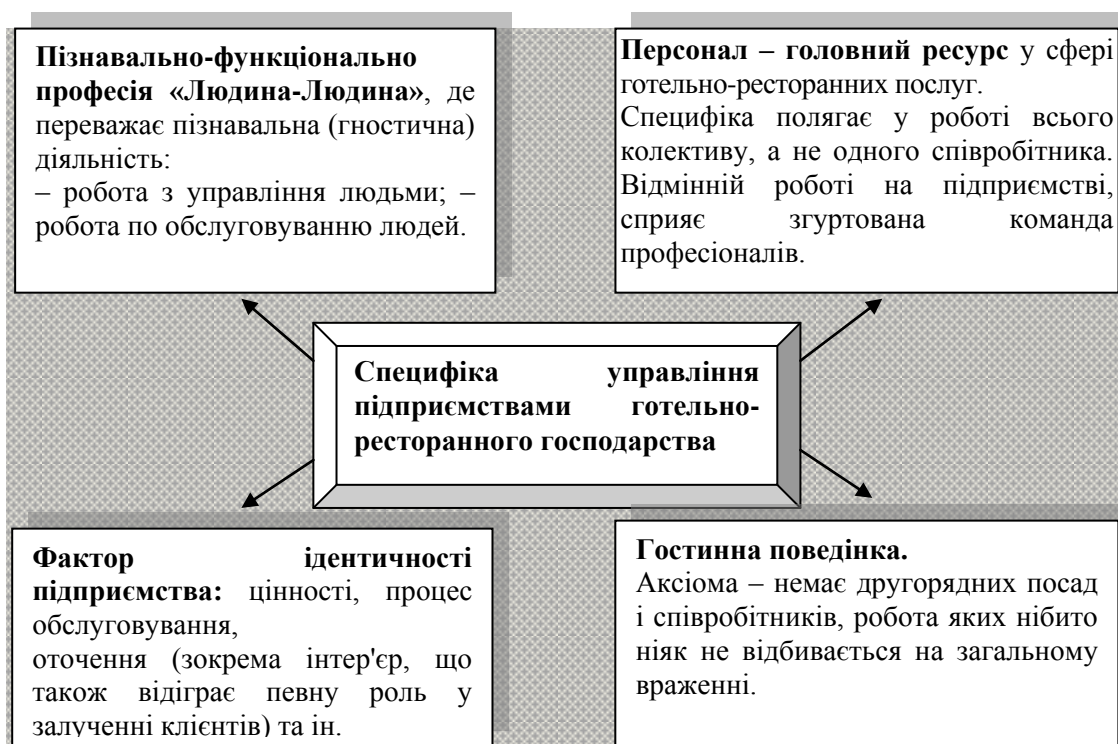 Пізнавально-функціонально
професія «Людина-Людина», де
переважає пізнавальна (гностична)
діяльність:
– робота з управління людьми; –
робота по обслуговуванню людей.
Персонал – головний ресурс у сфері
готельно-ресторанних послуг.
Специфіка полягає у роботі всього
колективу, а не одного співробітника.
Відмінній роботі на підприємстві,
сприяє згуртована команда
професіоналів.
Специфіка управління
підприємствами готельно-
ресторанного господарства
Фактор ідентичності
підприємства: цінності, процес
обслуговування,
оточення (зокрема інтер'єр, що
також відіграє певну роль у
залученні клієнтів) та ін.
Гостинна поведінка.
Аксіома – немає другорядних посад
і співробітників, робота яких нібито
ніяк не відбивається на загальному
враженні.